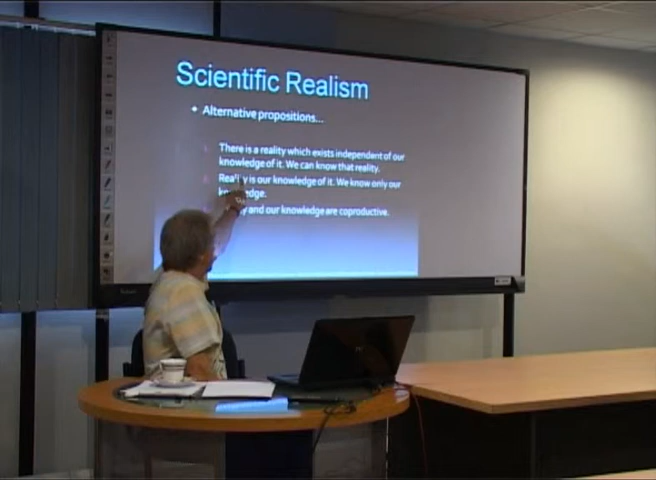 Scientific Realism
Alternative propositions...
There is a reality which exists independent of our
knowledge of it. We can know that reality.
Reality is our knowledge of it. We know only our
knowledge.
and our knowledge are coproductive.